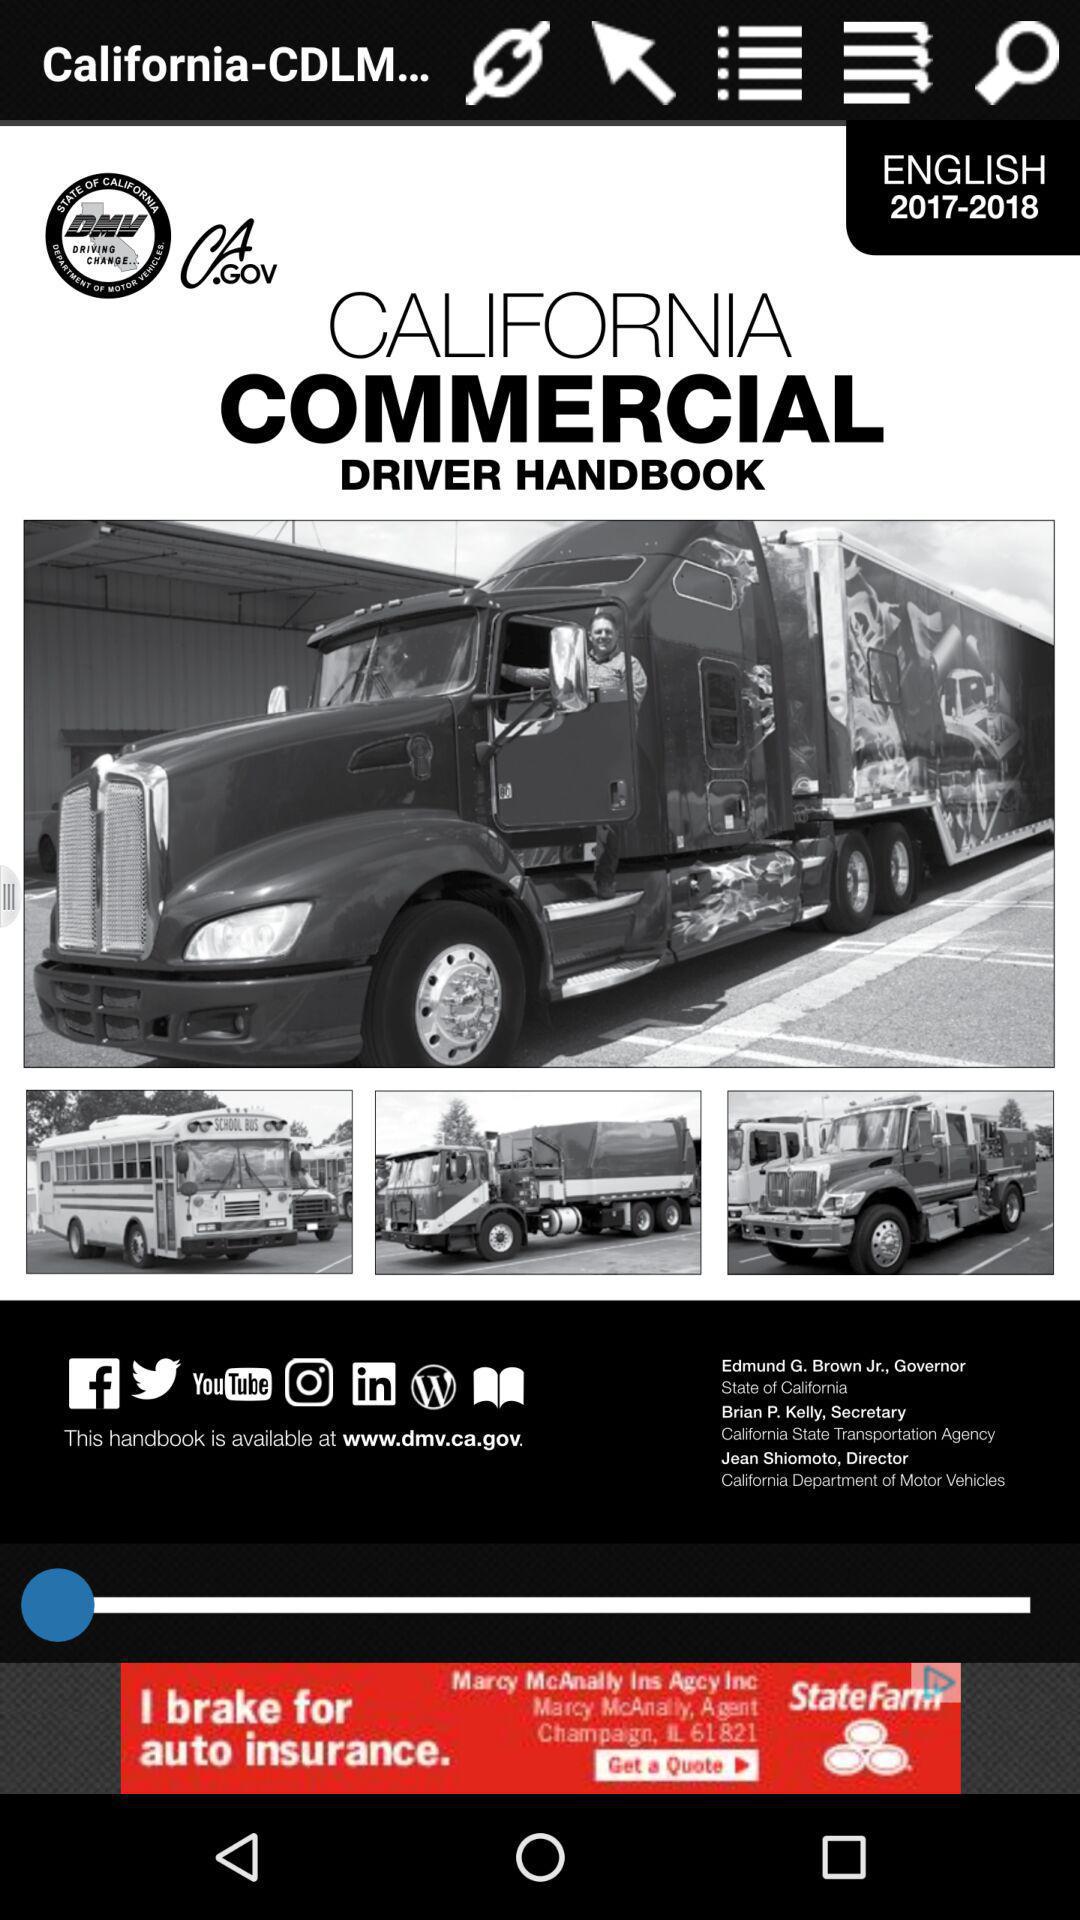 California-CDLM...
ENGLISH
2017-2018
STATE OF CALIFORNIA
DMV
DRIVING
CHANGE...
DEPARTMENT OF MOTOR VEHICLES
CA
.GOV
CALIFORNIA
COMMERCIAL
DRIVER HANDBOOK
SCHOOL BUS
You Tube
in
This handbook is available at www.dmv.ca.gov.
Edmund G. Brown Jr., Governor
State of California
Brian P. Kelly, Secretary
California State Transportation Agency
Jean Shiomoto, Director
California Department of Motor Vehicles
I brake for
auto insurance.
Marcy McAnally Ins Agcy Inc
Marcy McAnally, Agent
Champaign, IL 61821
Get a Quote
StateFarm